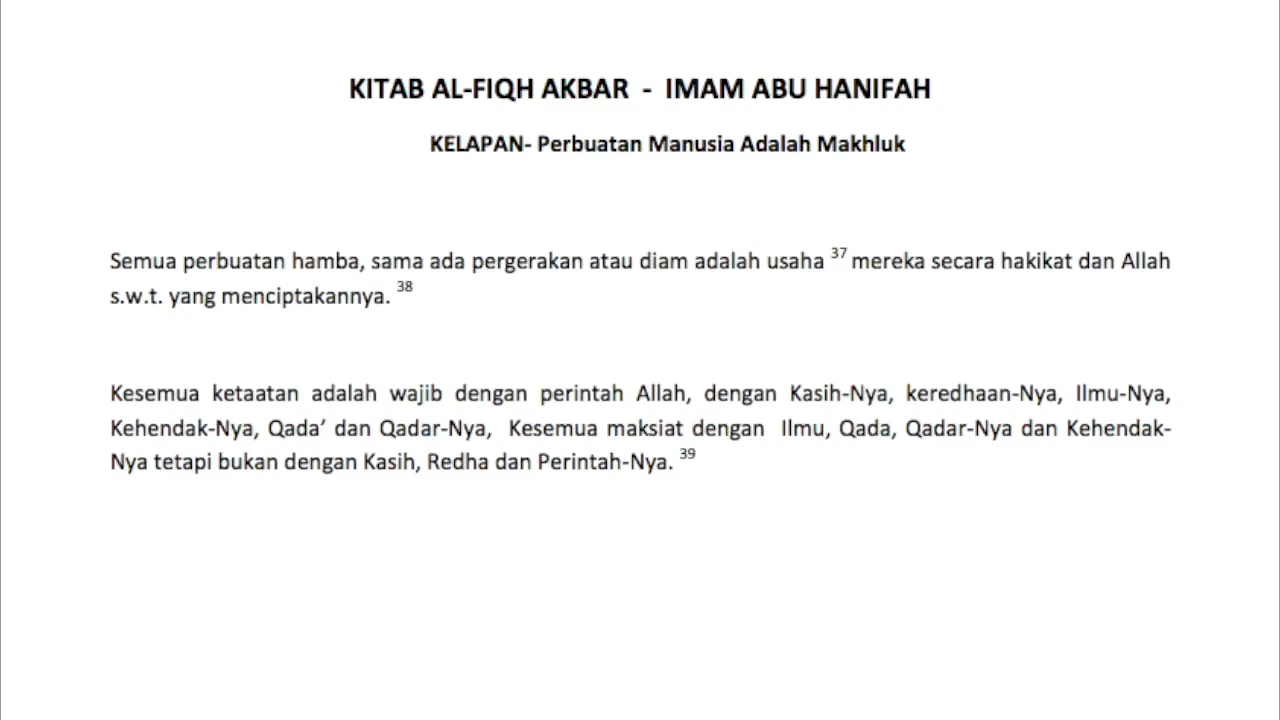 KITAB AL-FIQH AKBAR - IMAM ABU HANIFAH
KELAPAN- Perbuatan Manusia Adalah Makhluk
Semua perbuatan hamba, sama ada pergerakan atau diam adalah usaha 37 mereka secara hakikat dan Allah
s.w.t. yang menciptakannya. 38
Kesemua ketaatan adalah wajib dengan perintah Allah, dengan Kasih-Nya, keredhaan-Nya, Ilmu-Nya,
Kehendak-Nya, Qada’ dan Qadar-Nya, Kesemua maksiat dengan Ilmu, Qada, Qadar-Nya dan Kehendak-
Nya tetapi bukan dengan Kasih, Redha dan Perintah-Nya. 39